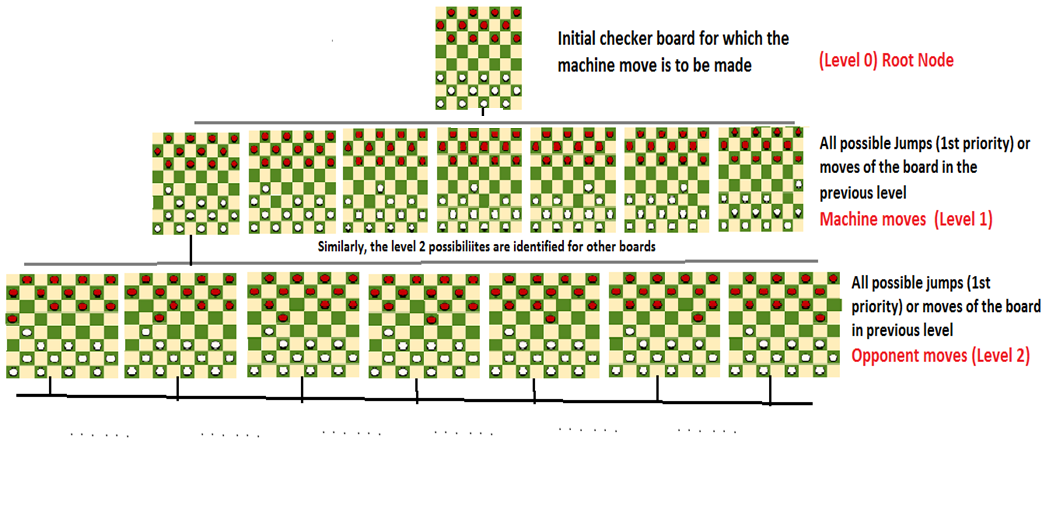 Initial checker board for which the
machine move is to be made
(Level 0) Root Node
All possible Jumps (1st priority) or
moves of the board in the
previous level
Machine moves (Level 1)
Similarly, the level 2 possibiliites are identified for other boards
All possible jumps (1st
priority) or moves of the board
in previous level
Opponent moves (Level 2)
. . . . . . . . . . . . . . . . . . . . . . . . . . . . . . . . . . . .